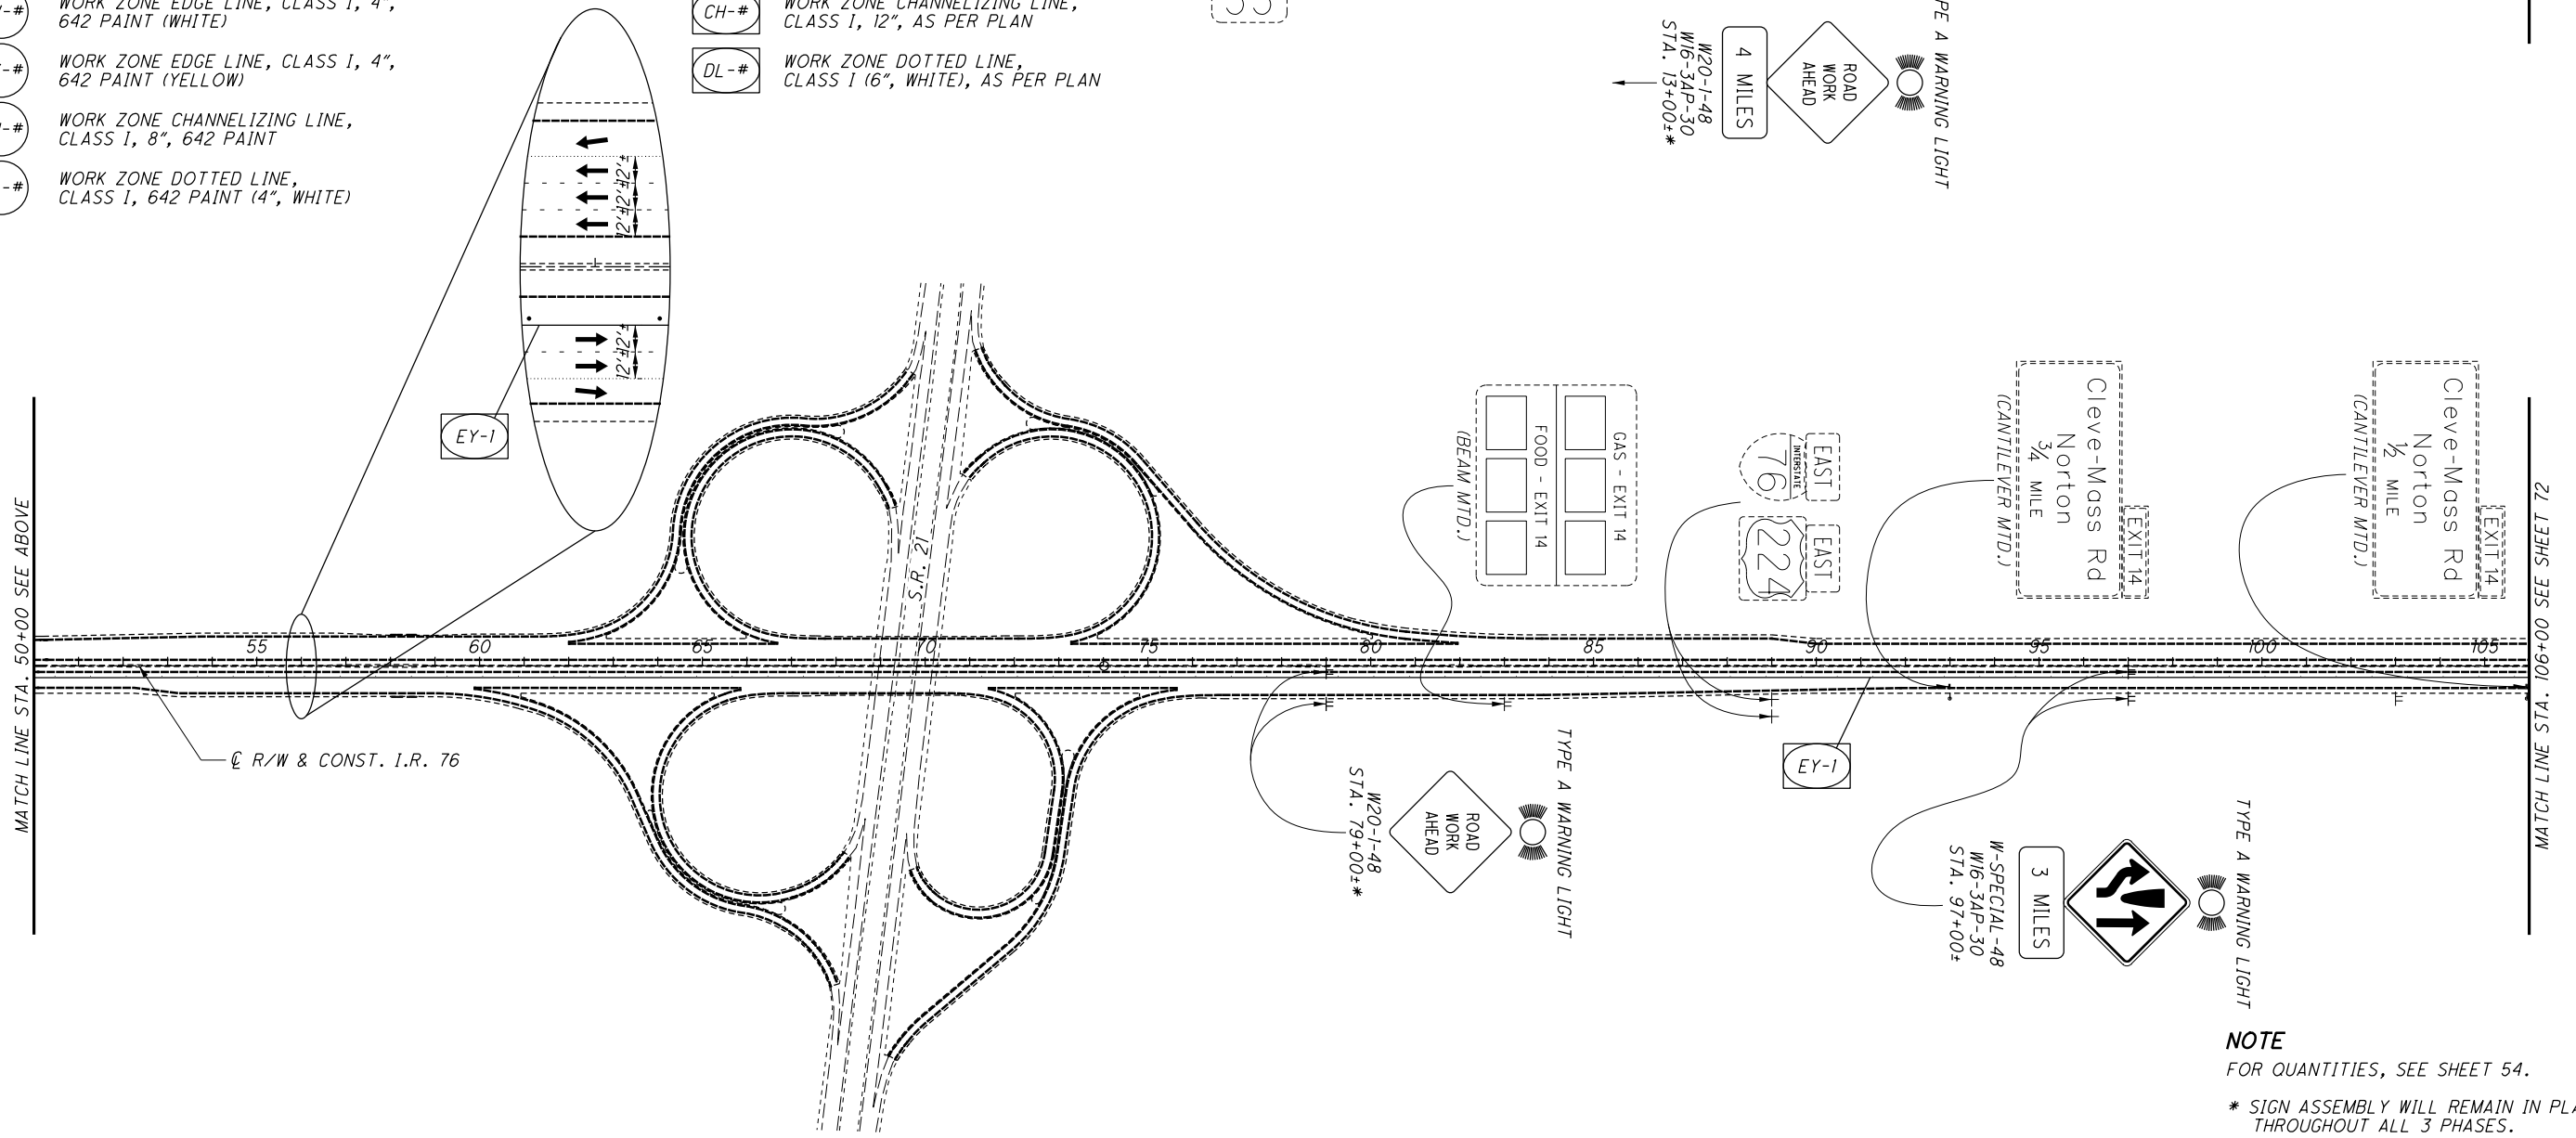 WORK ZONE EDGE LINE, CLASS I, 4",
642 PAINT (WHITE)
WORK ZONE EDGE LINE, CLASS I, 4",
642 PAINT (YELLOW)
WORK ZONE CHANNELIZING LINE,
CLASS I, 8", 642 PAINT
WORK ZONE DOTTED LINE,
CLASS I, 642 PAINT (4", WHITE)
CH-#
WORK ZONE CHANNELIZING LINE,
CLASS I, 12", AS PER PLAN
DL-#
WORK ZONE DOTTED LINE,
CLASS I (6", WHITE), AS PER PLAN
TYPE A WARNING LIGHT
ROAD
WORK
AHEAD
4 MILES
W20-1-48
W16-3AP-30
STA. 13+00±*
12'±
12'±
12'±
12'±
12'±
EY-1
MATCH LINE STA. 50+00 SEE ABOVE
℄ R/W & CONST. I.R. 76
S.R. 21
55
60
65
70
75
80
85
90
95
100
105
GAS - EXIT 14
FOOD - EXIT 14
(BEAM MTD.)
EAST
INTERSTATE
76
EAST
224
EXIT 14
Cleve-Mass Rd
Norton
¾ MILE
(CANTILEVER MTD.)
EXIT 14
Cleve-Mass Rd
Norton
½ MILE
(CANTILEVER MTD.)
MATCH LINE STA. 106+00 SEE SHEET 72
TYPE A WARNING LIGHT
ROAD
WORK
AHEAD
W20-1-48
STA. 79+00±*
EY-1
TYPE A WARNING LIGHT
3 MILES
W-SPECIAL-48
W16-3AP-30
STA. 97+00±
NOTE
FOR QUANTITIES, SEE SHEET 54.
* SIGN ASSEMBLY WILL REMAIN IN PLA
THROUGHOUT ALL 3 PHASES.